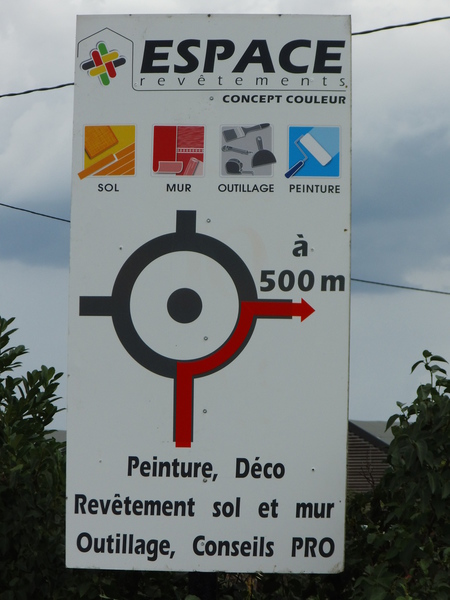 ESPACE
revêtements
CONCEPT COULEUR
SOL MUR OUTILLAGE PEINTURE
à
500 m
Peinture, Déco
Revêtement sol et mur
Outillage, Conseils PRO